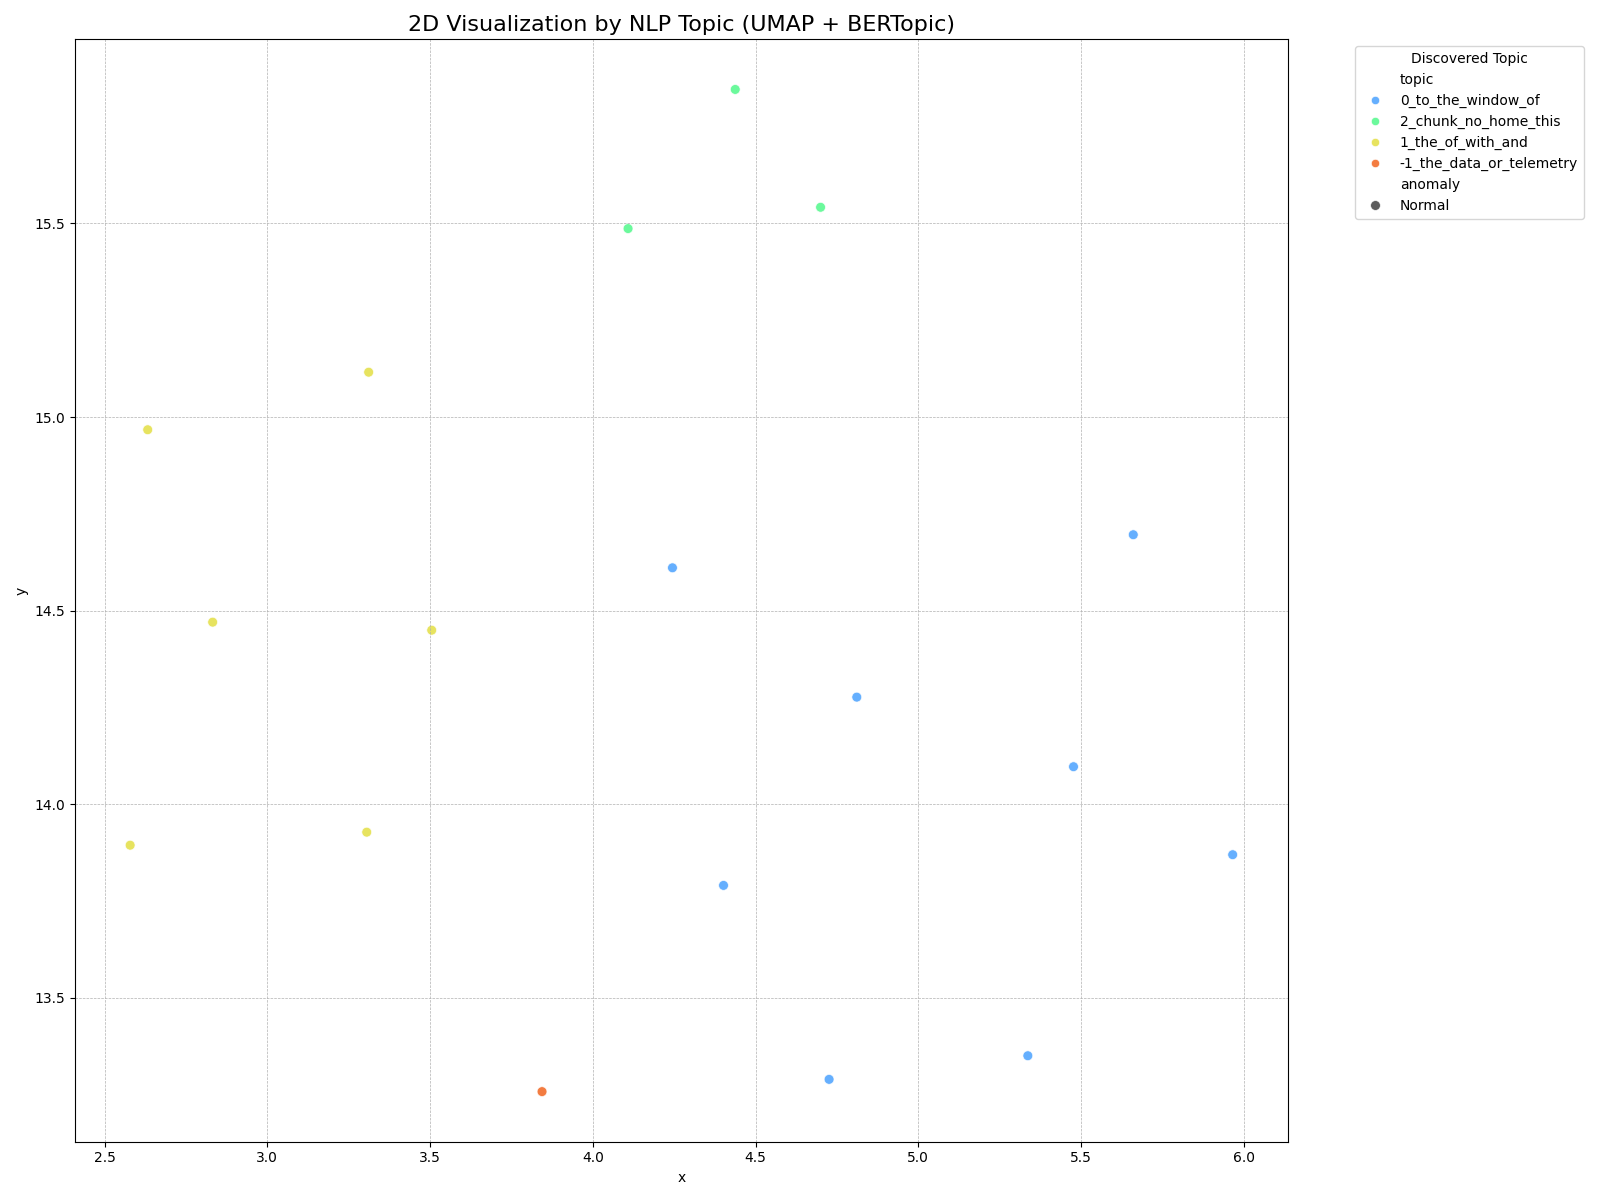 2D Visualization by NLP Topic (UMAP + BERTopic)
Discovered Topic
topic
0_to_the_window_of
2_chunk_no_home_this
1_the_of_with_and
-1_the_data_or_telemetry
anomaly
Normal
15.5
15.0
14.5
14.0
13.5
y
2.5 3.0 3.5 4.0 4.5 5.0 5.5 6.0
x